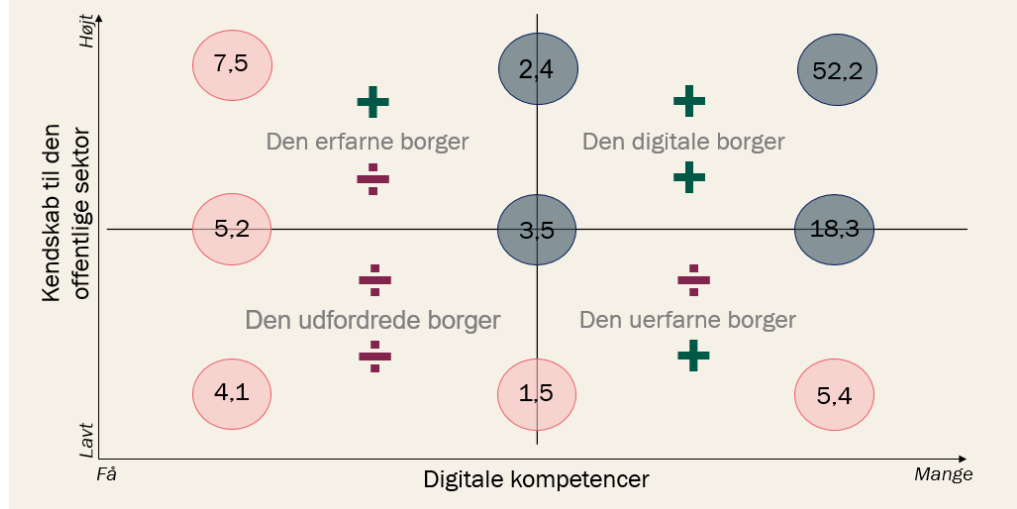 Højt
7,5
2,4
52,2
+
+
Den erfarne borger
Den digitale borger
÷
+
Kendskab til den
offentlige sektor
5,2
3,5
18,3
÷
÷
Den udfordrede borger
Den uerfarne borger
÷
+
4,1
1,5
5,4
Lavt
Få
Digitale kompetencer
Mange